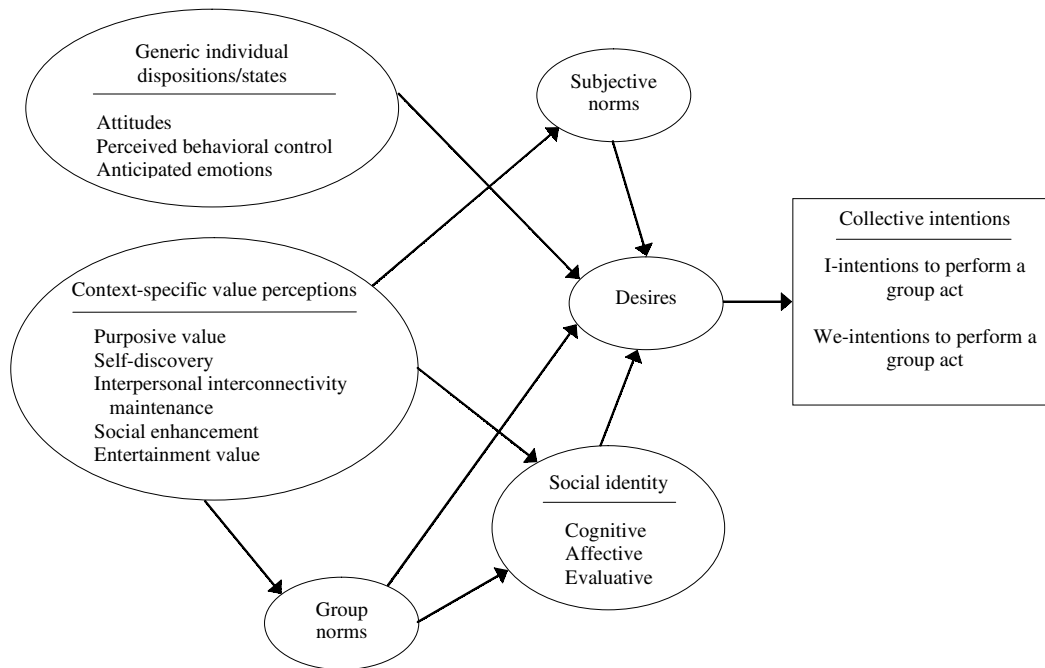 Generic individual
dispositions/states
Attitudes
Perceived behavioral control
Anticipated emotions
Subjective
norms
Collective intentions
I-intentions to perform a
group act
We-intentions to perform a
group act
Desires
Context-specific value perceptions
Purposive value
Self-discovery
Interpersonal interconnectivity
maintenance
Social enhancement
Entertainment value
Social identity
Cognitive
Affective
Evaluative
Group
norms